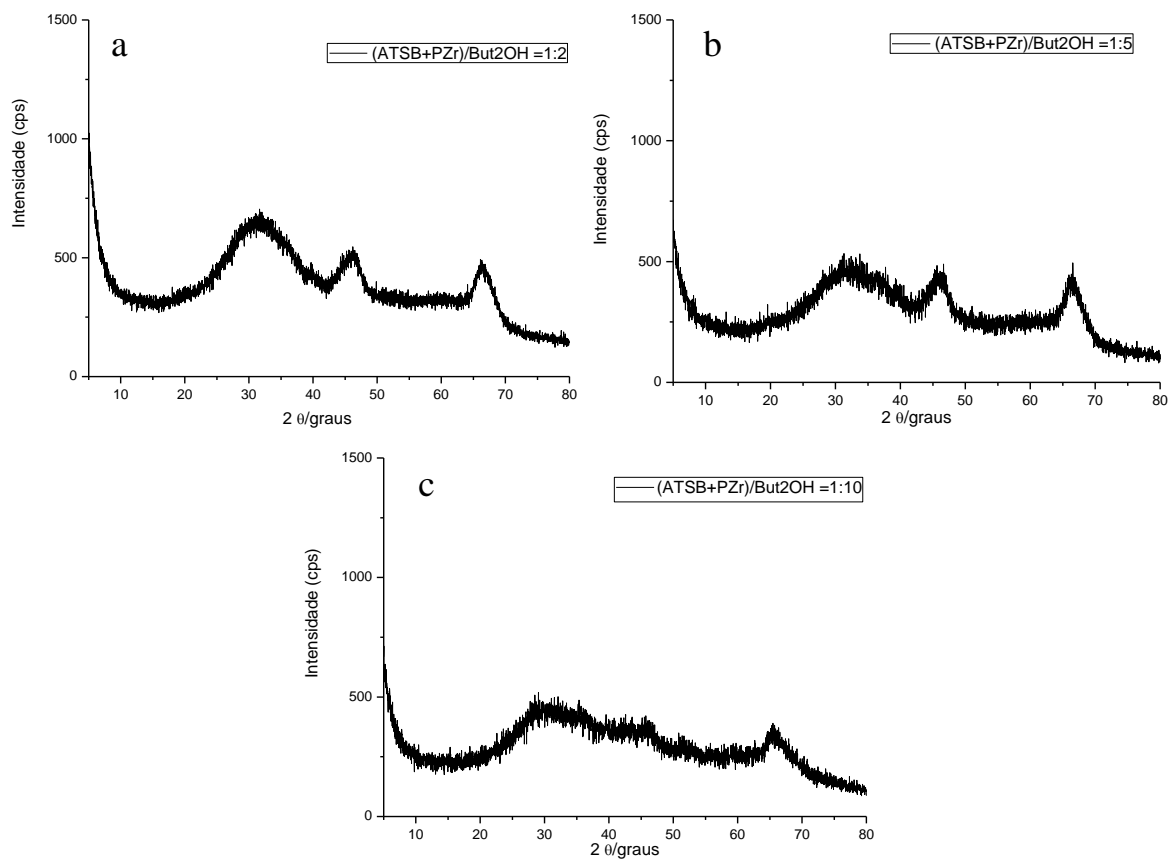 a
(ATSB+PZr)/But2OH =1:2
Intensidade (cps)
1500
1000
500
0
10 20 30 40 50 60 70 80
2 θ/graus
b
(ATSB+PZr)/But2OH =1:5
Intensidade (cps)
1500
1000
500
0
10 20 30 40 50 60 70 80
2 θ/graus
c
(ATSB+PZr)/But2OH =1:10
Intensidade (cps)
1500
1000
500
0
10 20 30 40 50 60 70 80
2 θ/graus